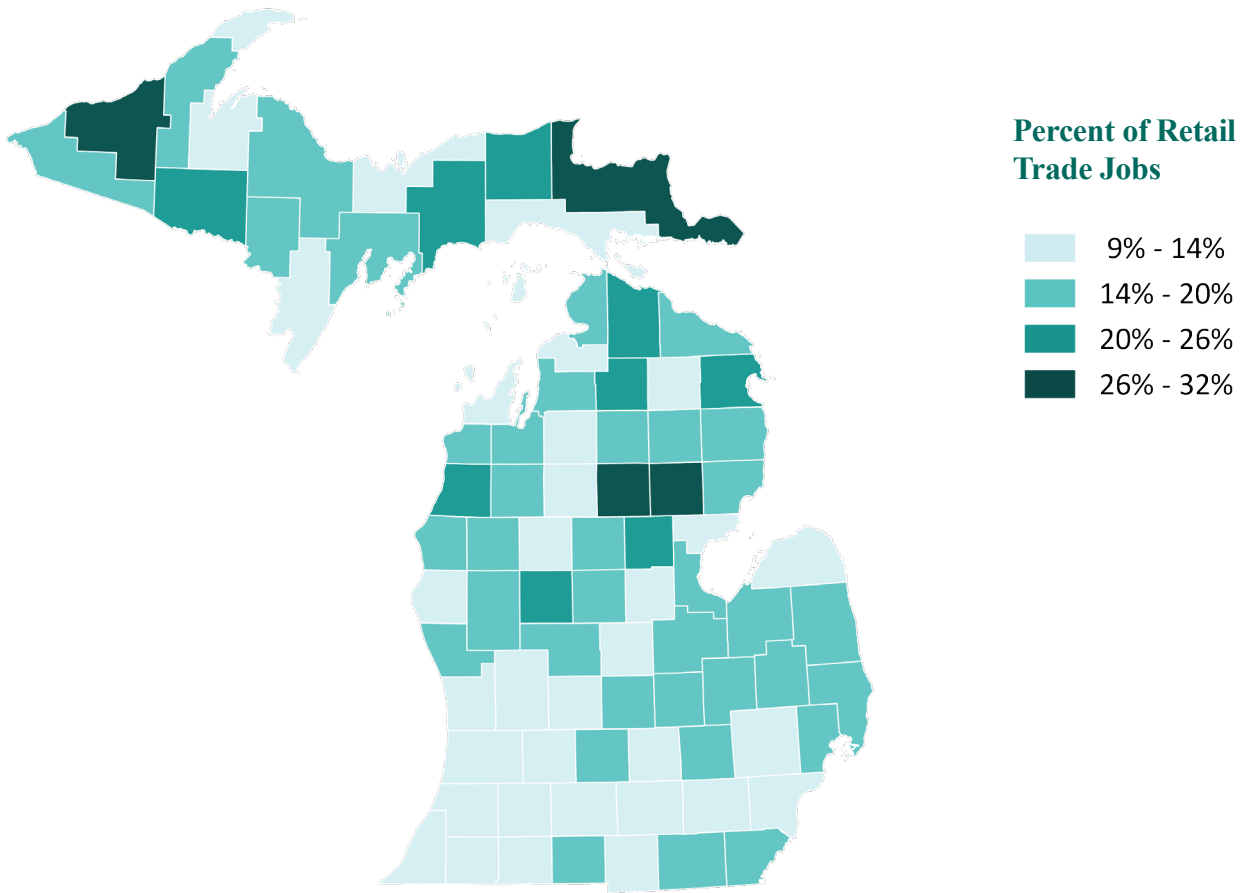 Percent of Retail
Trade Jobs
9% - 14%
14% - 20%
20% - 26%
26% - 32%